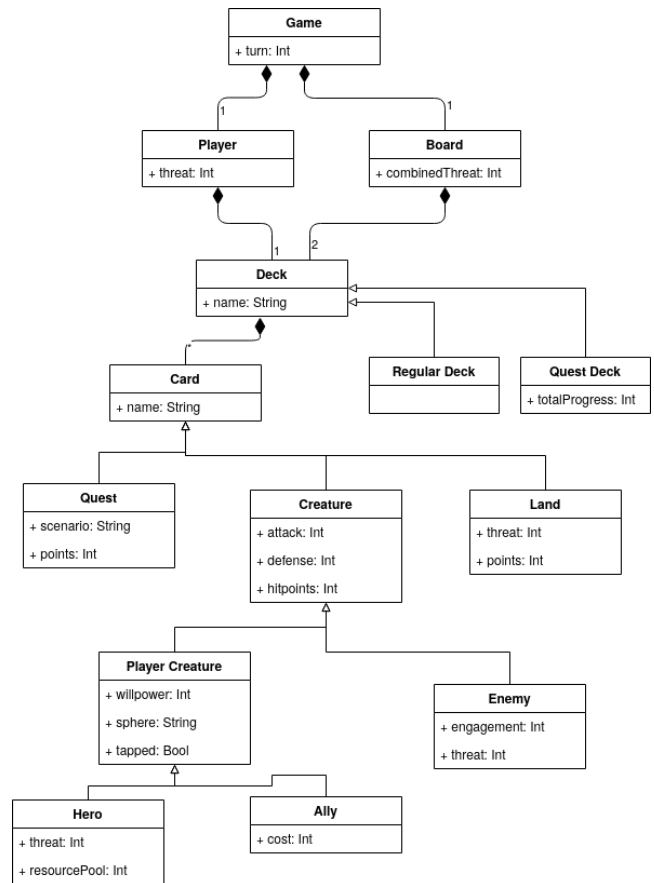 Game
+ turn: Int
1
1
Player
+ threat: Int
Board
+ combinedThreat: Int
1
2
Deck
+ name: String
*
Card
+ name: String
Regular Deck
Quest Deck
+ totalProgress: Int
Quest
+ scenario: String
+ points: Int
Creature
+ attack: Int
+ defense: Int
+ hitpoints: Int
Land
+ threat: Int
+ points: Int
Player Creature
+ willpower: Int
+ sphere: String
+ tapped: Bool
Enemy
+ engagement: Int
+ threat: Int
Hero
+ threat: Int
+ resourcePool: Int
Ally
+ cost: Int